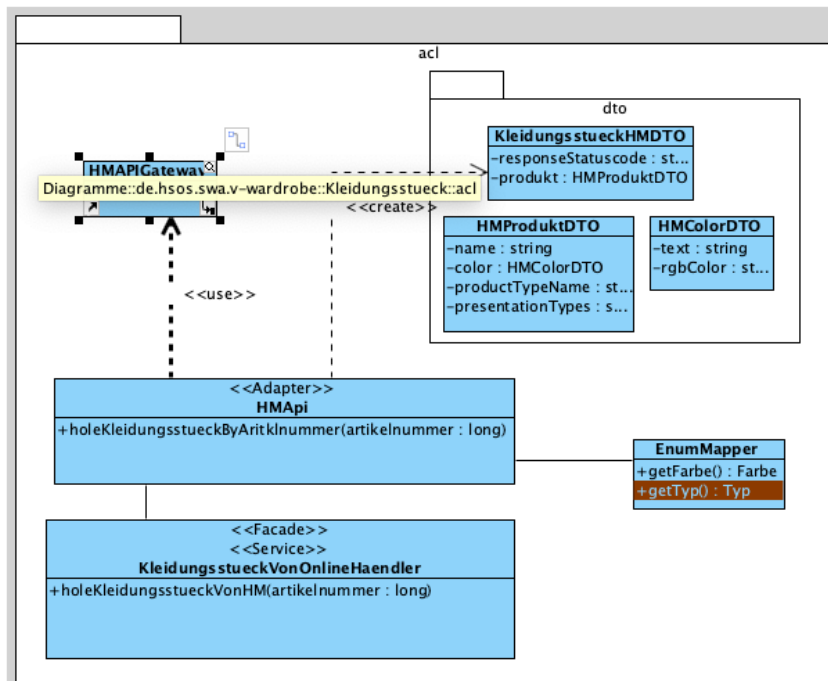 acl
dto
KleidungsstueckHMDTO
-responseStatuscode : st...
-produkt : HMProduktDTO
HMAPIGateway
Diagramme::de.hsos.swa.v-wardrobe::Kleidungsstueck::acl
<<create>>
HMProduktDTO
-name : string
-color : HMColorDTO
-productTypeName : st...
-presentationTypes : s...
HMColorDTO
-text : string
-rgbColor : st...
<<use>>
<<Adapter>>
HMApi
+holeKleidungsstueckByAritklnummer(artikelnummer : long)
EnumMapper
+getFarbe() : Farbe
+getTyp() : Typ
<<Facade>>
<<Service>>
KleidungsstueckVonOnlineHaendler
+holeKleidungsstueckVonHM(artikelnummer : long)